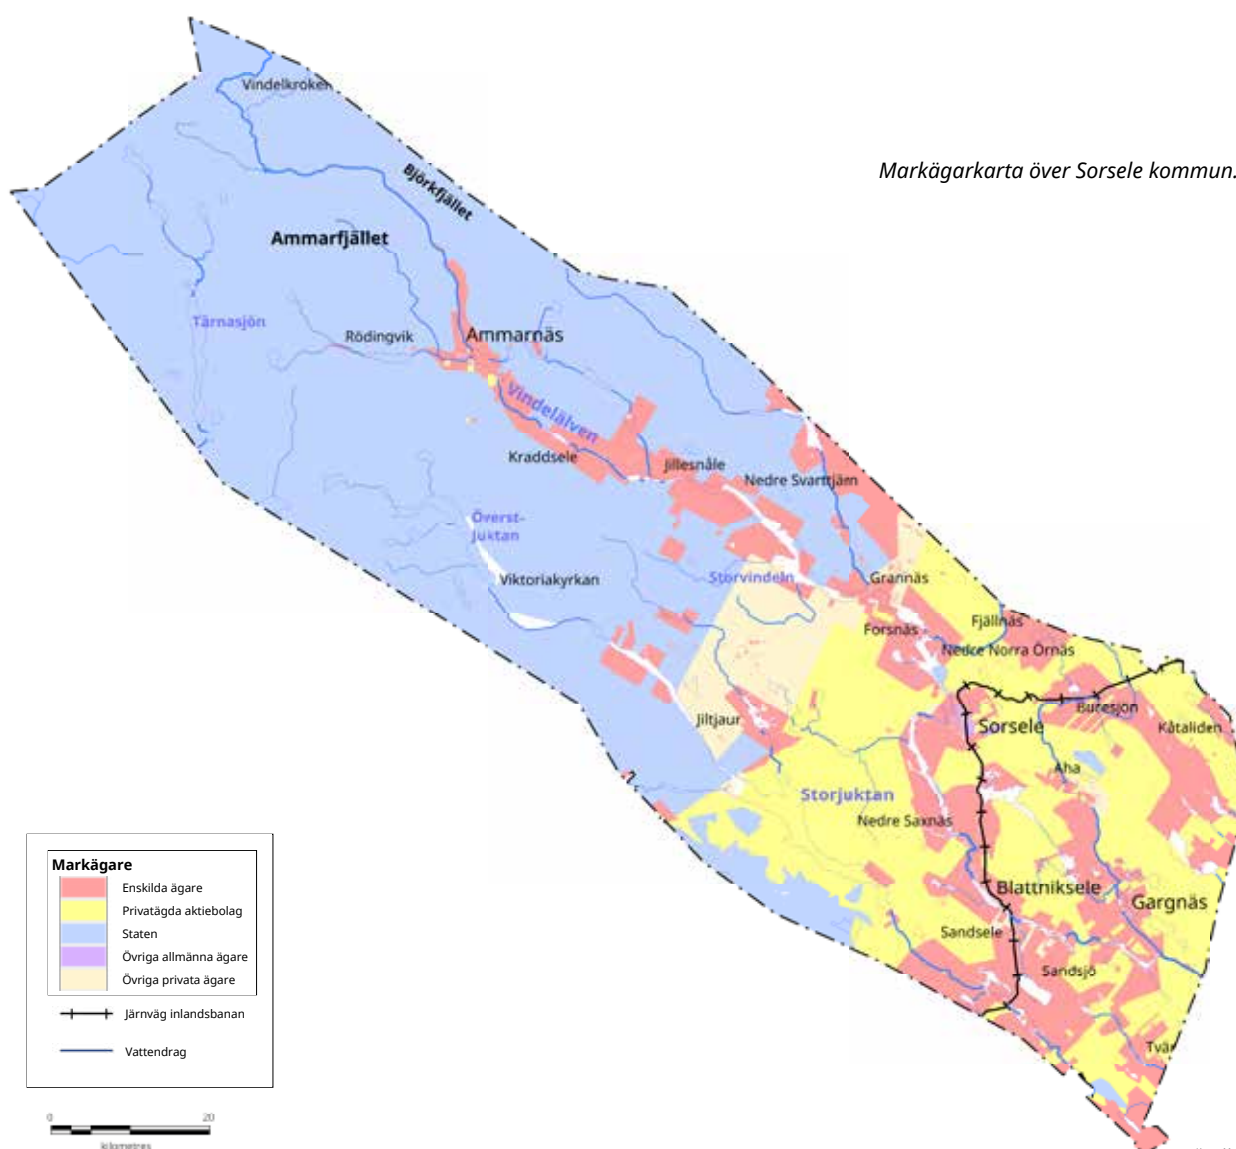 Vindelkroken
Markägarkarta över Sorsele kommun.
Björkfjället
Ammarfjället
Tärnasjön
Rödingvik
Ammarnäs
Vindelälven
Kraddsele
Jillesnåle
Nedre Svarttjärn
Överst-
Juktan
Viktoriakyrkan
Storvindeln
Grannäs
Forsnäs
Fjällnäs
Nedre Norra Örnäs
Jiltjaur
Sorsele
Buresjön
Kåtaliden
Aha
Storjuktan
Nedre Saxnäs
Blattniksele
Gargnäs
Sandsele
Sandsjö
Tvär
Markägare
Enskilda ägare
Privatägda aktiebolag
Staten
Övriga allmänna ägare
Övriga privata ägare
Järnväg inlandsbanan
Vattendrag
0 20
kilometres